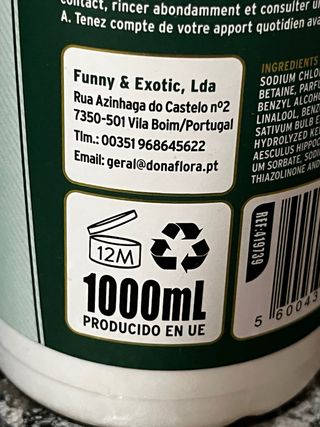 contact, rincer abondamment et consulter
A. Tenez compte de votre apport quotidien
Funny & Exotic, Lda
Rua Azinhaga do Castelo nº2
7350-501 Vila Boim/Portugal
Tlm.: 00351 968645622
Email: geral@donaflora.pt
INGREDIENTS
SODIUM CHLO
BETAINE, PARFU
BENZYL ALCOHO
LINALOOL, BENZ
SATIVUM BULB E
HYDROLYZED KE
AESCULUS HIPPOC
UM SORBATE, SODI
THIAZOLINONE AND
12M
1000mL
PRODUCIDO EN UE
REF:419739
5 60043